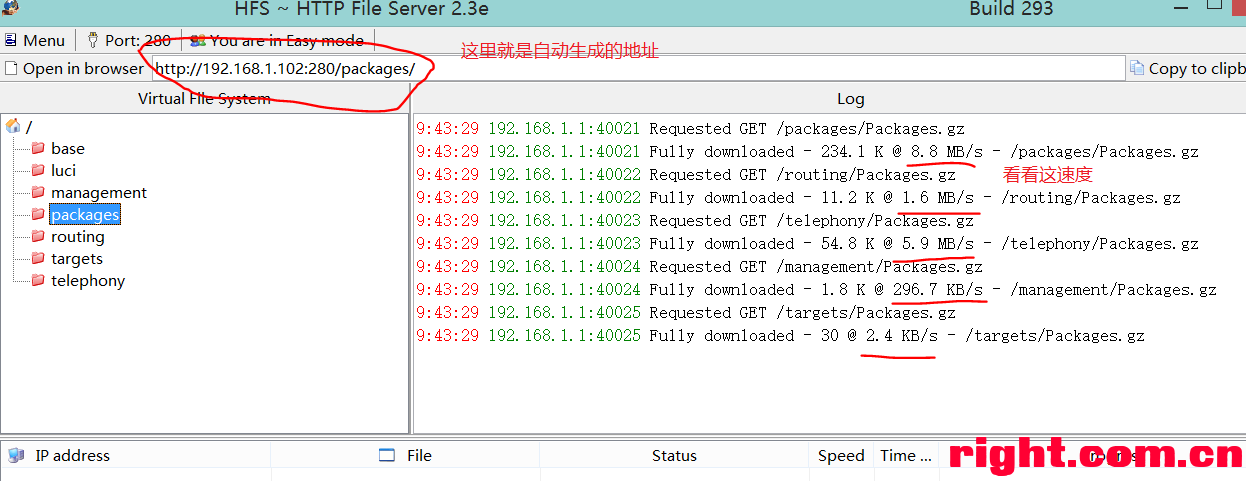 HFS ~ HTTP File Server 2.3e Build 293
Menu Port: 280 You are in Easy mode
这里就是自动生成的地址
Open in browser http://192.168.1.102:280/packages/ Copy to clipb
Virtual File System Log
/
base
luci
management
packages
routing
targets
telephony
9:43:29 192.168.1.1:40021 Requested GET /packages/Packages.gz
9:43:29 192.168.1.1:40021 Fully downloaded - 234.1 K @ 8.8 MB/s - /packages/Packages.gz
9:43:29 192.168.1.1:40022 Requested GET /routing/Packages.gz
看看这速度
9:43:29 192.168.1.1:40022 Fully downloaded - 11.2 K @ 1.6 MB/s - /routing/Packages.gz
9:43:29 192.168.1.1:40023 Requested GET /telephony/Packages.gz
9:43:29 192.168.1.1:40023 Fully downloaded - 54.8 K @ 5.9 MB/s - /telephony/Packages.gz
9:43:29 192.168.1.1:40024 Requested GET /management/Packages.gz
9:43:29 192.168.1.1:40024 Fully downloaded - 1.8 K @ 296.7 KB/s - /management/Packages.gz
9:43:29 192.168.1.1:40025 Requested GET /targets/Packages.gz
9:43:29 192.168.1.1:40025 Fully downloaded - 30 @ 2.4 KB/s - /targets/Packages.gz
IP address File Status Speed Time ...
right.com.cn